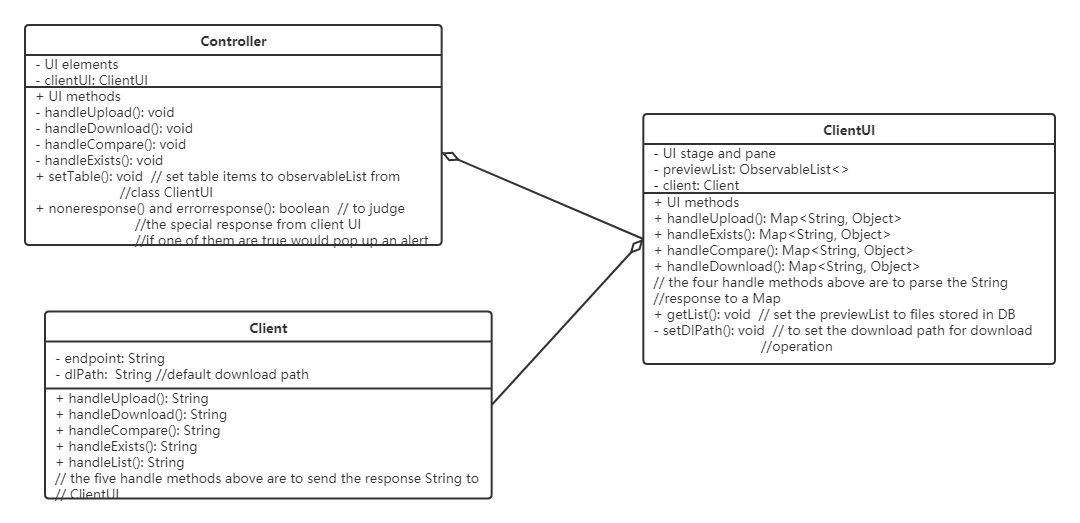 Controller
- UI elements
- clientUI: ClientUI
+ UI methods
- handleUpload(): void
- handleDownload(): void
- handleCompare(): void
- handleExists(): void
+ setTable(): void // set table items to observableList from
//class ClientUI
+ noneresponse() and errorresponse(): boolean // to judge
//the special response from client UI
//if one of them are true would pop up an alert
ClientUI
- UI stage and pane
- previewList: ObservableList<>
- client: Client
+ UI methods
+ handleUpload(): Map<String, Object>
+ handleExists(): Map<String, Object>
+ handleCompare(): Map<String, Object>
+ handleDownload(): Map<String, Object>
// the four handle methods above are to parse the String
//response to a Map
+ getList(): void // set the previewList to files stored in DB
- setDlPath(): void // to set the download path for download
//operation
Client
- endpoint: String
- dlPath: String //default download path
+ handleUpload(): String
+ handleDownload(): String
+ handleCompare(): String
+ handleExists(): String
+ handleList(): String
// the five handle methods above are to send the response String to
// ClientUI